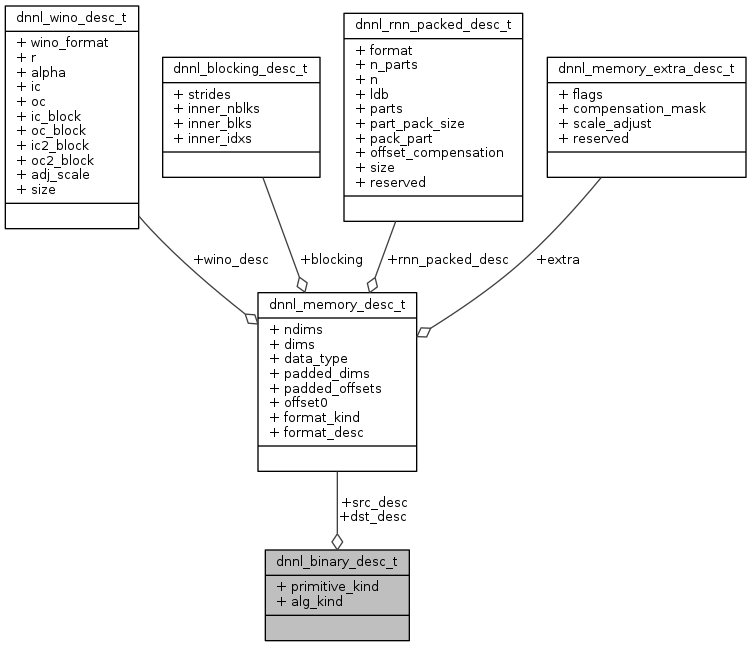 dnnl_wino_desc_t
+ wino_format
+ r
+ alpha
+ ic
+ oc
+ ic_block
+ oc_block
+ ic2_block
+ oc2_block
+ adj_scale
+ size
dnnl_blocking_desc_t
+ strides
+ inner_nblks
+ inner_blks
+ inner_idxs
dnnl_rnn_packed_desc_t
+ format
+ n_parts
+ n
+ ldb
+ parts
+ part_pack_size
+ pack_part
+ offset_compensation
+ size
+ reserved
dnnl_memory_extra_desc_t
+ flags
+ compensation_mask
+ scale_adjust
+ reserved
+wino_desc
+blocking
+rnn_packed_desc
+extra
dnnl_memory_desc_t
+ ndims
+ dims
+ data_type
+ padded_dims
+ padded_offsets
+ offset0
+ format_kind
+ format_desc
+src_desc
+dst_desc
dnnl_binary_desc_t
+ primitive_kind
+ alg_kind